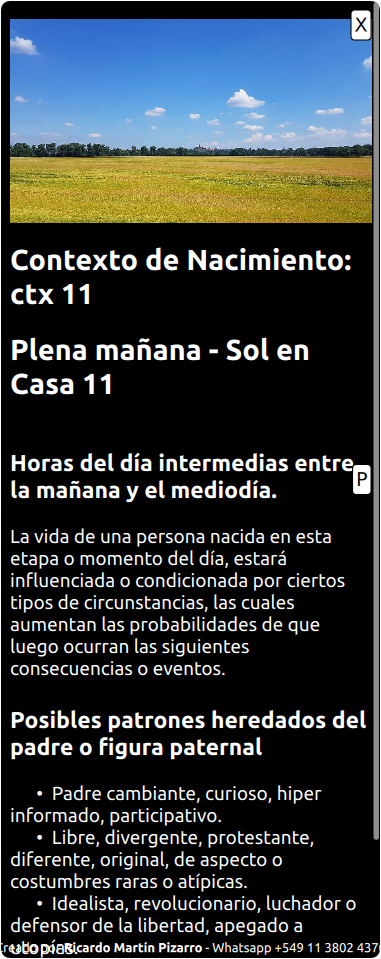 X
Contexto de Nacimiento:
ctx 11
Plena mañana - Sol en
Casa 11
Horas del día intermedias entre
la mañana y el mediodía.
P
La vida de una persona nacida en esta
etapa o momento del día, estará
influenciada o condicionada por ciertos
tipos de circunstancias, las cuales
aumentan las probabilidades de que
luego ocurran las siguientes
consecuencias o eventos.
Posibles patrones heredados del
padre o figura paternal
• Padre cambiante, curioso, hiper
informado, participativo.
• Libre, divergente, protestante,
diferente, original, de aspecto o
costumbres raras o atípicas.
• Idealista, revolucionario, luchador o
defensor de la libertad, apegado a
utopías.
Creado por Ricardo Martín Pizarro - Whatsapp +549 11 3802 437